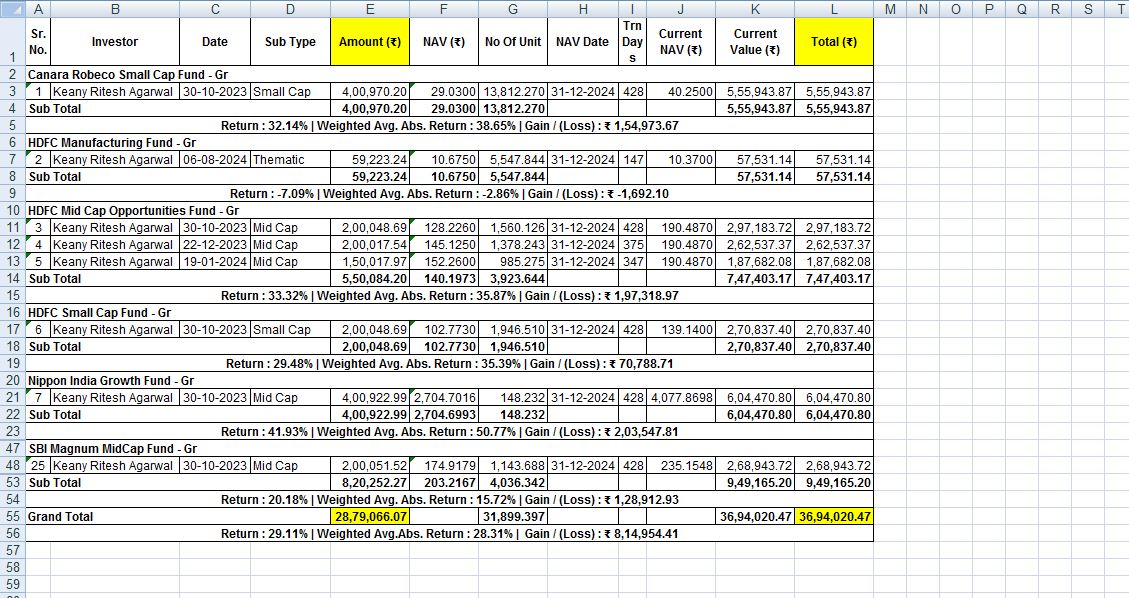 A B C D E F G H I J K L M N O P Q R S T
1 Sr. No. Investor Date Sub Type Amount (₹) NAV (₹) No Of Unit NAV Date Trn Day s Current NAV (₹) Current Value (₹) Total (₹)
2 Canara Robeco Small Cap Fund - Gr
3 1 Keany Ritesh Agarwal 30-10-2023 Small Cap 4,00,970.20 29.0300 13,812.270 31-12-2024 428 40.2500 5,55,943.87 5,55,943.87
4 Sub Total 4,00,970.20 29.0300 13,812.270 5,55,943.87 5,55,943.87
5 Return : 32.14% | Weighted Avg. Abs. Return : 38.65% | Gain / (Loss) : ₹ 1,54,973.67
6 HDFC Manufacturing Fund - Gr
7 2 Keany Ritesh Agarwal 06-08-2024 Thematic 59,223.24 10.6750 5,547.844 31-12-2024 147 10.3700 57,531.14 57,531.14
8 Sub Total 59,223.24 10.6750 5,547.844 57,531.14 57,531.14
9 Return : -7.09% | Weighted Avg. Abs. Return : -2.86% | Gain / (Loss) : ₹ -1,692.10
10 HDFC Mid Cap Opportunities Fund - Gr
11 3 Keany Ritesh Agarwal 30-10-2023 Mid Cap 2,00,048.69 128.2260 1,560.126 31-12-2024 428 190.4870 2,97,183.72 2,97,183.72
12 4 Keany Ritesh Agarwal 22-12-2023 Mid Cap 2,00,017.54 145.1250 1,378.243 31-12-2024 375 190.4870 2,62,537.37 2,62,537.37
13 5 Keany Ritesh Agarwal 19-01-2024 Mid Cap 1,50,017.97 152.2600 985.275 31-12-2024 347 190.4870 1,87,682.08 1,87,682.08
14 Sub Total 5,50,084.20 140.1973 3,923.644 7,47,403.17 7,47,403.17
15 Return : 33.32% | Weighted Avg. Abs. Return : 35.87% | Gain / (Loss) : ₹ 1,97,318.97
16 HDFC Small Cap Fund - Gr
17 6 Keany Ritesh Agarwal 30-10-2023 Small Cap 2,00,048.69 102.7730 1,946.510 31-12-2024 428 139.1400 2,70,837.40 2,70,837.40
18 Sub Total 2,00,048.69 102.7730 1,946.510 2,70,837.40 2,70,837.40
19 Return : 29.48% | Weighted Avg. Abs. Return : 35.39% | Gain / (Loss) : ₹ 70,788.71
20 Nippon India Growth Fund - Gr
21 7 Keany Ritesh Agarwal 30-10-2023 Mid Cap 4,00,922.99 2,704.7016 148.232 31-12-2024 428 4,077.8698 6,04,470.80 6,04,470.80
22 Sub Total 4,00,922.99 2,704.6993 148.232 6,04,470.80 6,04,470.80
23 Return : 41.93% | Weighted Avg. Abs. Return : 50.77% | Gain / (Loss) : ₹ 2,03,547.81
47 SBI Magnum MidCap Fund - Gr
48 25 Keany Ritesh Agarwal 30-10-2023 Mid Cap 2,00,051.52 174.9179 1,143.688 31-12-2024 428 235.1548 2,68,943.72 2,68,943.72
53 Sub Total 8,20,252.27 203.2167 4,036.342 9,49,165.20 9,49,165.20
54 Return : 20.18% | Weighted Avg. Abs. Return : 15.72% | Gain / (Loss) : ₹ 1,28,912.93
55 Grand Total 28,79,066.07 31,899.397 36,94,020.47 36,94,020.47
56 Return : 29.11% | Weighted Avg.Abs. Return : 28.31% | Gain / (Loss) : ₹ 8,14,954.41
57
58
59